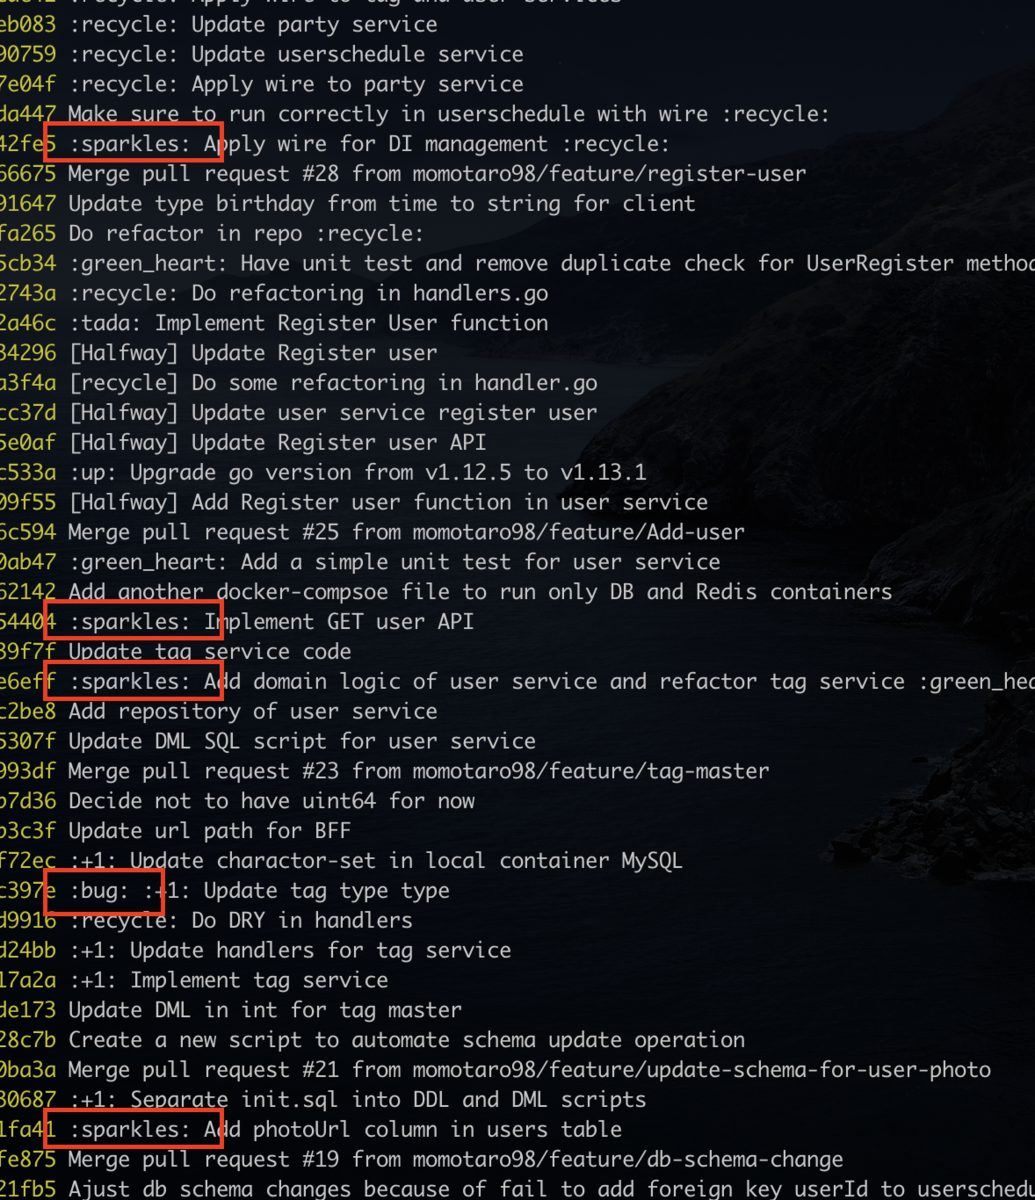 eb083 :recycle: Update party service
90759 :recycle: Update userschedule service
7e04f :recycle: Apply wire to party service
da447 Make sure to run correctly in userschedule with wire :recycle:
42fe5 :sparkles: Apply wire for DI management :recycle:
66675 Merge pull request #28 from momotaro98/feature/register-user
91647 Update type birthday from time to string for client
fa265 Do refactor in repo :recycle:
5cb34 :green_heart: Have unit test and remove duplicate check for UserRegister method
2743a :recycle: Do refactoring in handlers.go
2a46c :tada: Implement Register User function
34296 [Halfway] Update Register user
a3f4a [recycle] Do some refactoring in handler.go
cc37d [Halfway] Update user service register user
5e0af [Halfway] Update Register user API
c533a :up: Upgrade go version from v1.12.5 to v1.13.1
09f55 [Halfway] Add Register user function in user service
6c594 Merge pull request #25 from momotaro98/feature/Add-user
0ab47 :green_heart: Add a simple unit test for user service
62142 Add another docker-compsoe file to run only DB and Redis containers
54404 :sparkles: Implement GET user API
39f7f Update tag service code
e6eff :sparkles: Add domain logic of user service and refactor tag service :green_hea
c2be8 Add repository of user service
5307f Update DML SQL script for user service
993df Merge pull request #23 from momotaro98/feature/tag-master
b7d36 Decide not to have uint64 for now
b3c3f Update url path for BFF
f72ec :+1: Update charactor-set in local container MySQL
c397e :bug: :+1: Update tag type type
d9916 :recycle: Do DRY in handlers
d24bb :+1: Update handlers for tag service
17a2a :+1: Implement tag service
de173 Update DML in int for tag master
28c7b Create a new script to automate schema update operation
0ba3a Merge pull request #21 from momotaro98/feature/update-schema-for-user-photo
30687 :+1: Separate init.sql into DDL and DML scripts
1fa41 :sparkles: Add photoUrl column in users table
fe875 Merge pull request #19 from momotaro98/feature/db-schema-change
21fb5 Ajust db schema changes because of fail to add foreign key userId to usersched